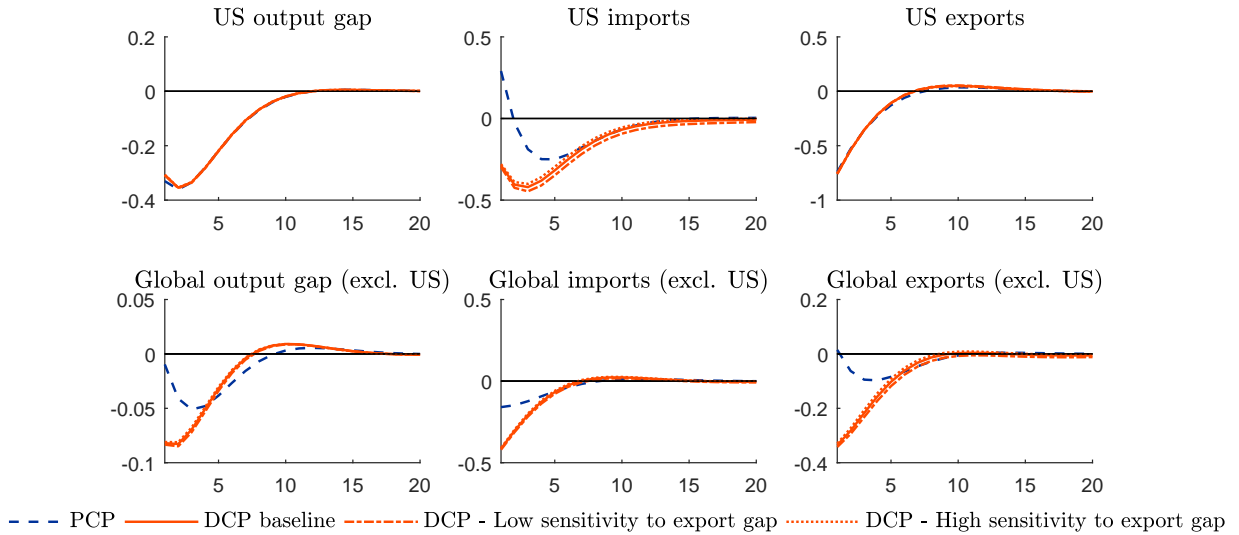 US output gap
US imports
US exports
0.2
0
-0.2
-0.4
5 10 15 20
0.5
0
-0.5
5 10 15 20
0.5
0
-0.5
-1
5 10 15 20
Global output gap (excl. US)
Global imports (excl. US)
Global exports (excl. US)
0.05
0
-0.05
-0.1
5 10 15 20
0.5
0
-0.5
5 10 15 20
0.2
0
-0.2
-0.4
5 10 15 20
PCP DCP baseline DCP - Low sensitivity to export gap DCP - High sensitivity to export gap